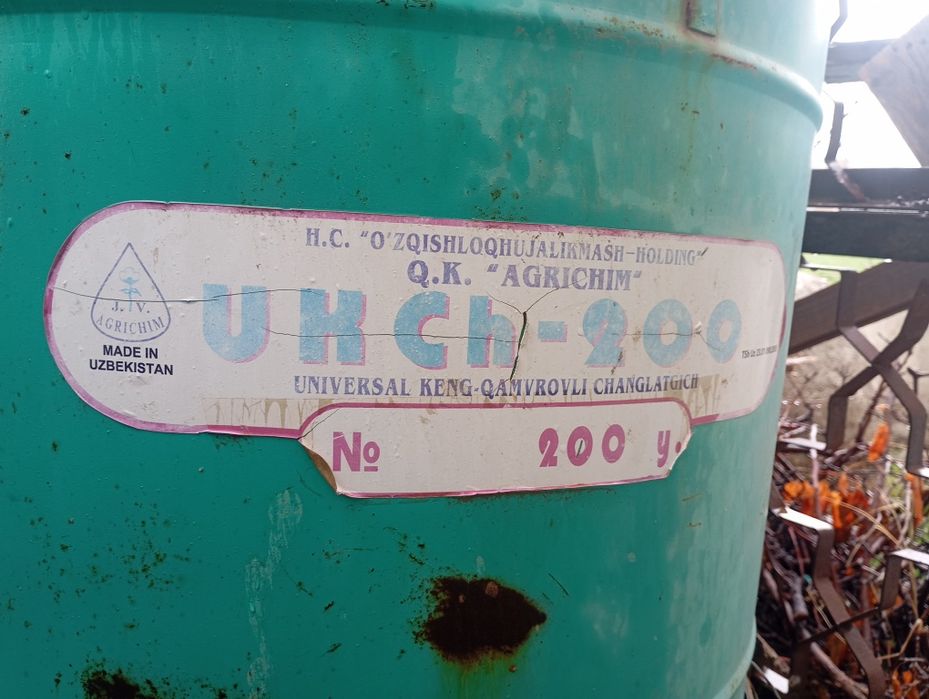 H.C. "O'ZQISHLOQHUJALIKMASH-HOLDING"
Q.K. "AGRICHIM"
UKCh-200
UNIVERSAL KENG-QAMVROVLI CHANGLATGICH
J. V.
AGRICHIM
MADE IN
UZBEKISTAN
№ 200 y.